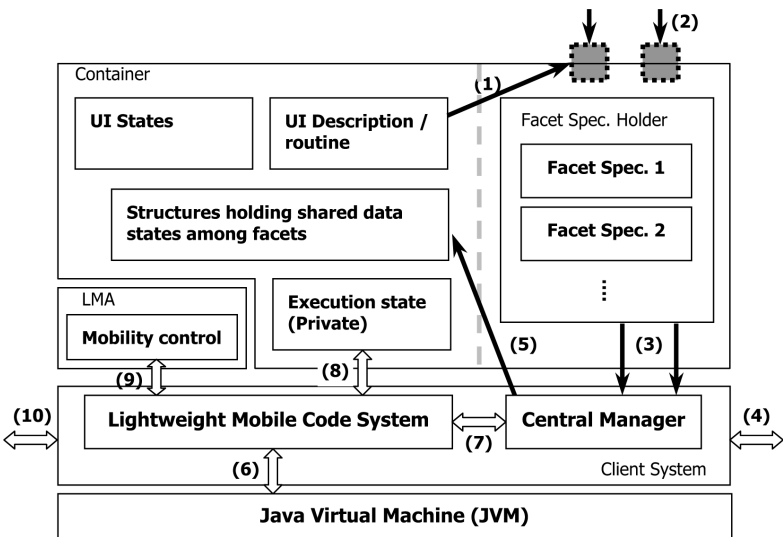 (2)
Container
(1)
UI States
UI Description /
routine
Facet Spec. Holder
Facet Spec. 1
Structures holding shared data
states among facets
Facet Spec. 2
LMA
Execution state
(Private)
Mobility control
(5)
(3)
(9)
(8)
(10)
Lightweight Mobile Code System
Central Manager
(4)
(7)
(6)
Client System
Java Virtual Machine (JVM)